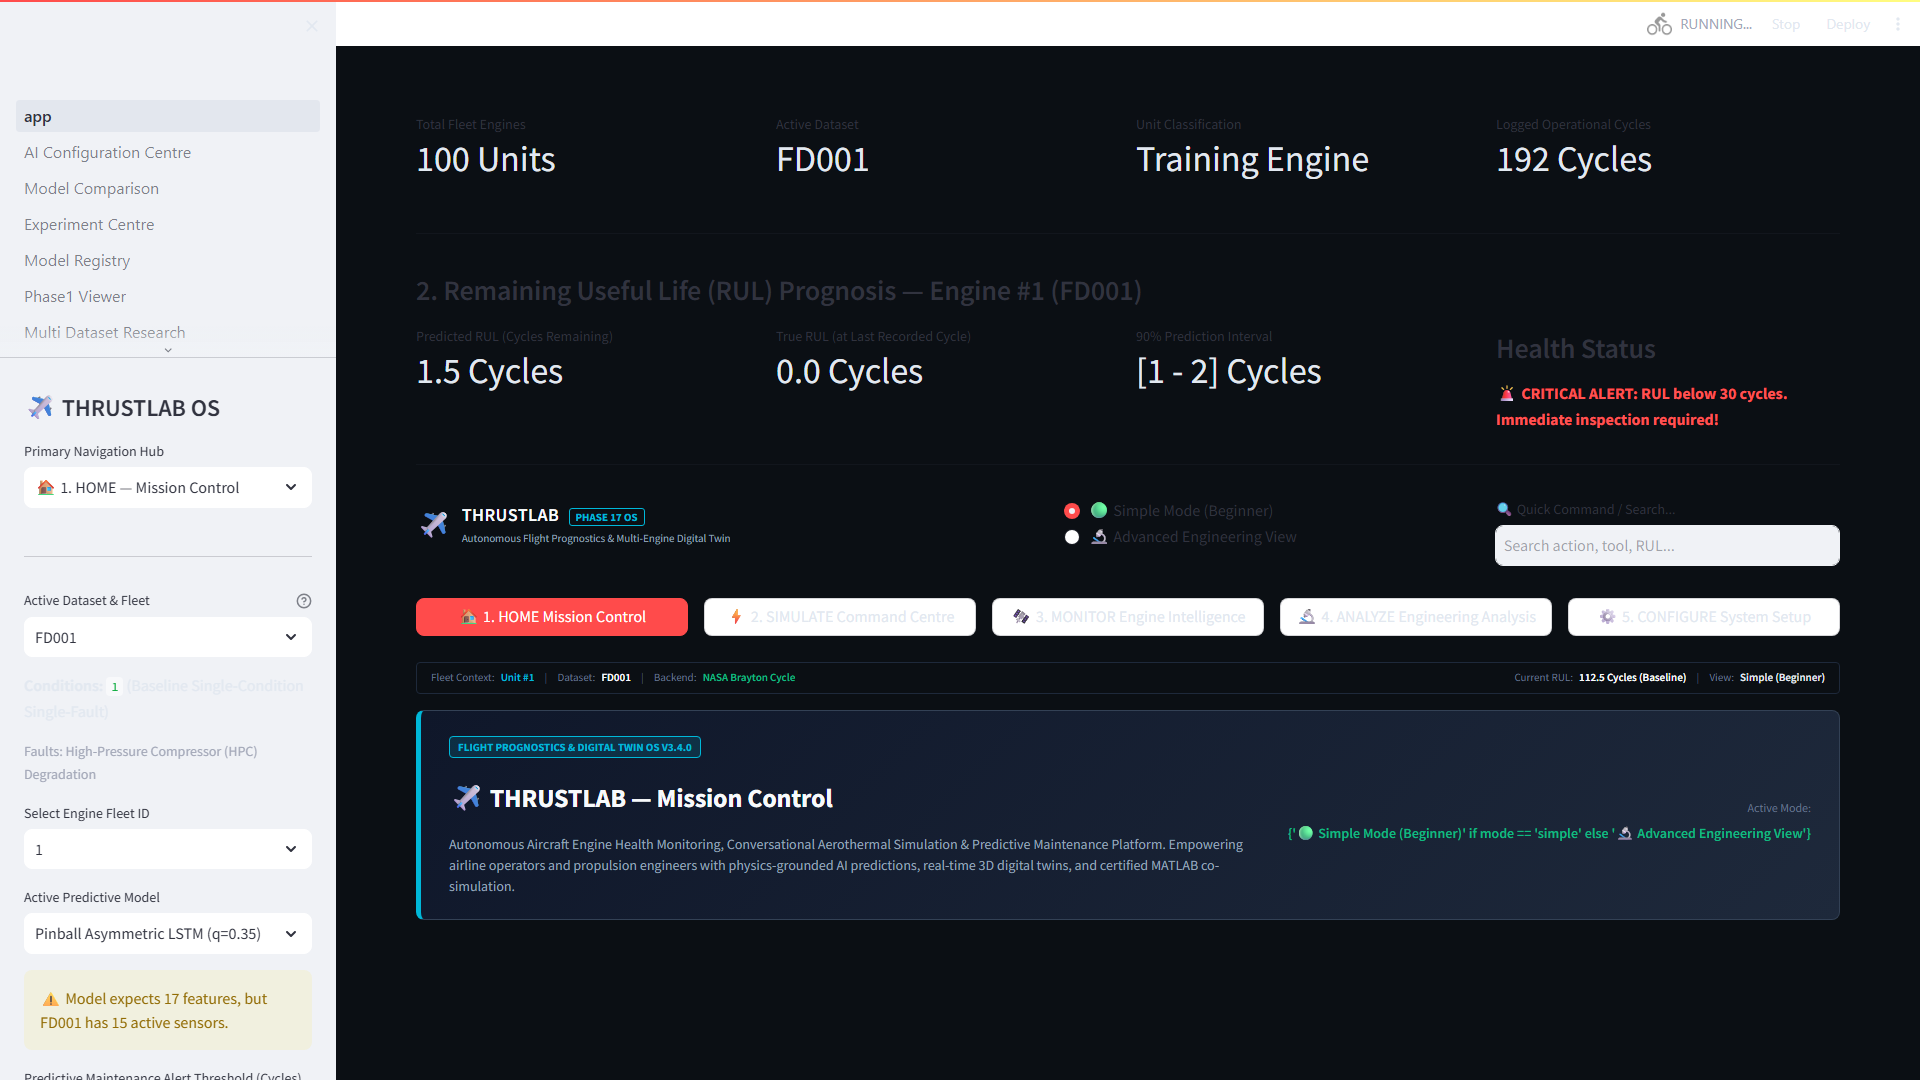 RUNNING...
Stop
Deploy
app
AI Configuration Centre
Model Comparison
Experiment Centre
Model Registry
Phase1 Viewer
Multi Dataset Research
THRUSTLAB OS
Primary Navigation Hub
1. HOME — Mission Control
Active Dataset & Fleet
FD001
Conditions: 1 (Baseline Single-Condition
Single-Fault)
Faults: High-Pressure Compressor (HPC)
Degradation
Select Engine Fleet ID
1
Active Predictive Model
Pinball Asymmetric LSTM (q=0.35)
Model expects 17 features, but
FD001 has 15 active sensors.
Predictive Maintenance Alert Threshold (Cycles)
Total Fleet Engines
100 Units
Active Dataset
FD001
Unit Classification
Training Engine
Logged Operational Cycles
192 Cycles
2. Remaining Useful Life (RUL) Prognosis — Engine #1 (FD001)
Predicted RUL (Cycles Remaining)
1.5 Cycles
True RUL (at Last Recorded Cycle)
0.0 Cycles
90% Prediction Interval
[1 - 2] Cycles
Health Status
CRITICAL ALERT: RUL below 30 cycles.
Immediate inspection required!
THRUSTLAB PHASE 17 OS
Autonomous Flight Prognostics & Multi-Engine Digital Twin
Simple Mode (Beginner)
Advanced Engineering View
Quick Command / Search...
Search action, tool, RUL...
1. HOME Mission Control
2. SIMULATE Command Centre
3. MONITOR Engine Intelligence
4. ANALYZE Engineering Analysis
5. CONFIGURE System Setup
Fleet Context: Unit #1 | Dataset: FD001 | Backend: NASA Brayton Cycle
Current RUL: 112.5 Cycles (Baseline) | View: Simple (Beginner)
FLIGHT PROGNOSTICS & DIGITAL TWIN OS V3.4.0
THRUSTLAB — Mission Control
Autonomous Aircraft Engine Health Monitoring, Conversational Aerothermal Simulation & Predictive Maintenance Platform. Empowering
airline operators and propulsion engineers with physics-grounded AI predictions, real-time 3D digital twins, and certified MATLAB co-
simulation.
Active Mode:
{'🟢 Simple Mode (Beginner)' if mode == 'simple' else '🔬 Advanced Engineering View'}